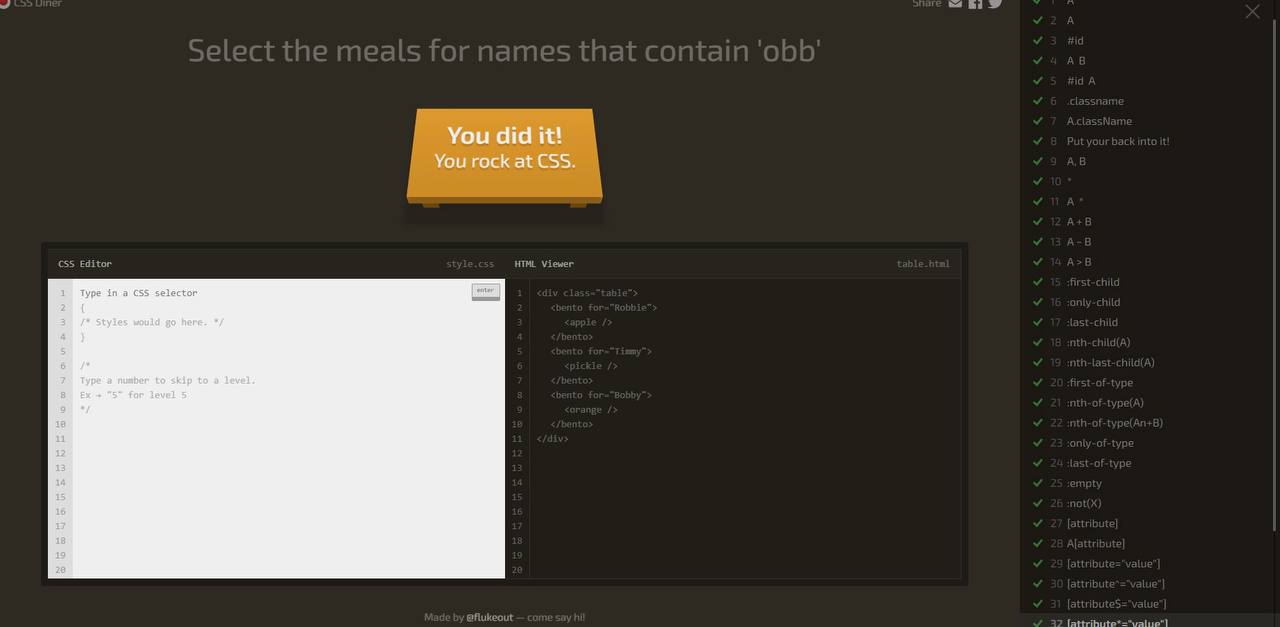 CSS Diner
Share
Select the meals for names that contain 'obb'
You did it!
You rock at CSS.
CSS Editor style.css
enter
1 Type in a CSS selector
2 {
3 /* Styles would go here. */
4 }
5
6 /*
7 Type a number to skip to a level.
8 Ex → "5" for level 5
9 */
10
11
12
13
14
15
16
17
18
19
20
HTML Viewer table.html
1 <div class="table">
2 <bento for="Robbie">
3 <apple />
4 </bento>
5 <bento for="Timmy">
6 <pickle />
7 </bento>
8 <bento for="Bobby">
9 <orange />
10 </bento>
11 </div>
12
13
14
15
16
17
18
19
20
Made by @flukeout — come say hi!
1 A
2 A
3 #id
4 A B
5 #id A
6 .classname
7 A.className
8 Put your back into it!
9 A, B
10 *
11 A *
12 A + B
13 A ~ B
14 A > B
15 :first-child
16 :only-child
17 :last-child
18 :nth-child(A)
19 :nth-last-child(A)
20 :first-of-type
21 :nth-of-type(A)
22 :nth-of-type(An+B)
23 :only-of-type
24 :last-of-type
25 :empty
26 :not(X)
27 [attribute]
28 A[attribute]
29 [attribute="value"]
30 [attribute^="value"]
31 [attribute$="value"]
32 [attribute*="value"]